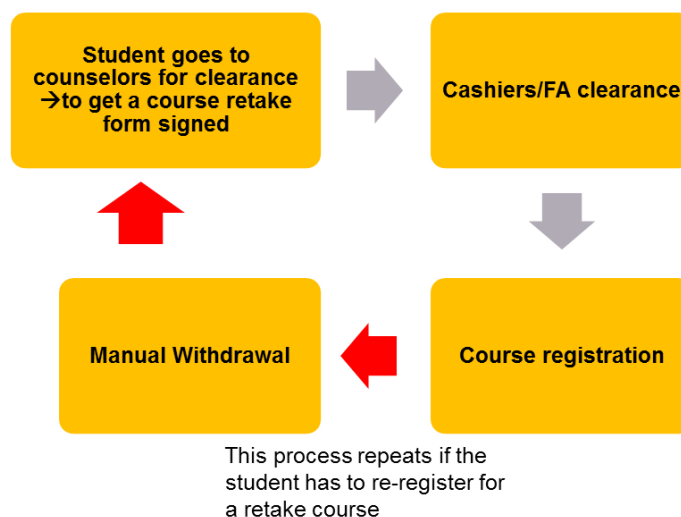 Student goes to
counselors for clearance
→to get a course retake
form signed
Cashiers/FA clearance
Manual Withdrawal
Course registration
This process repeats if the
student has to re-register for
a retake course